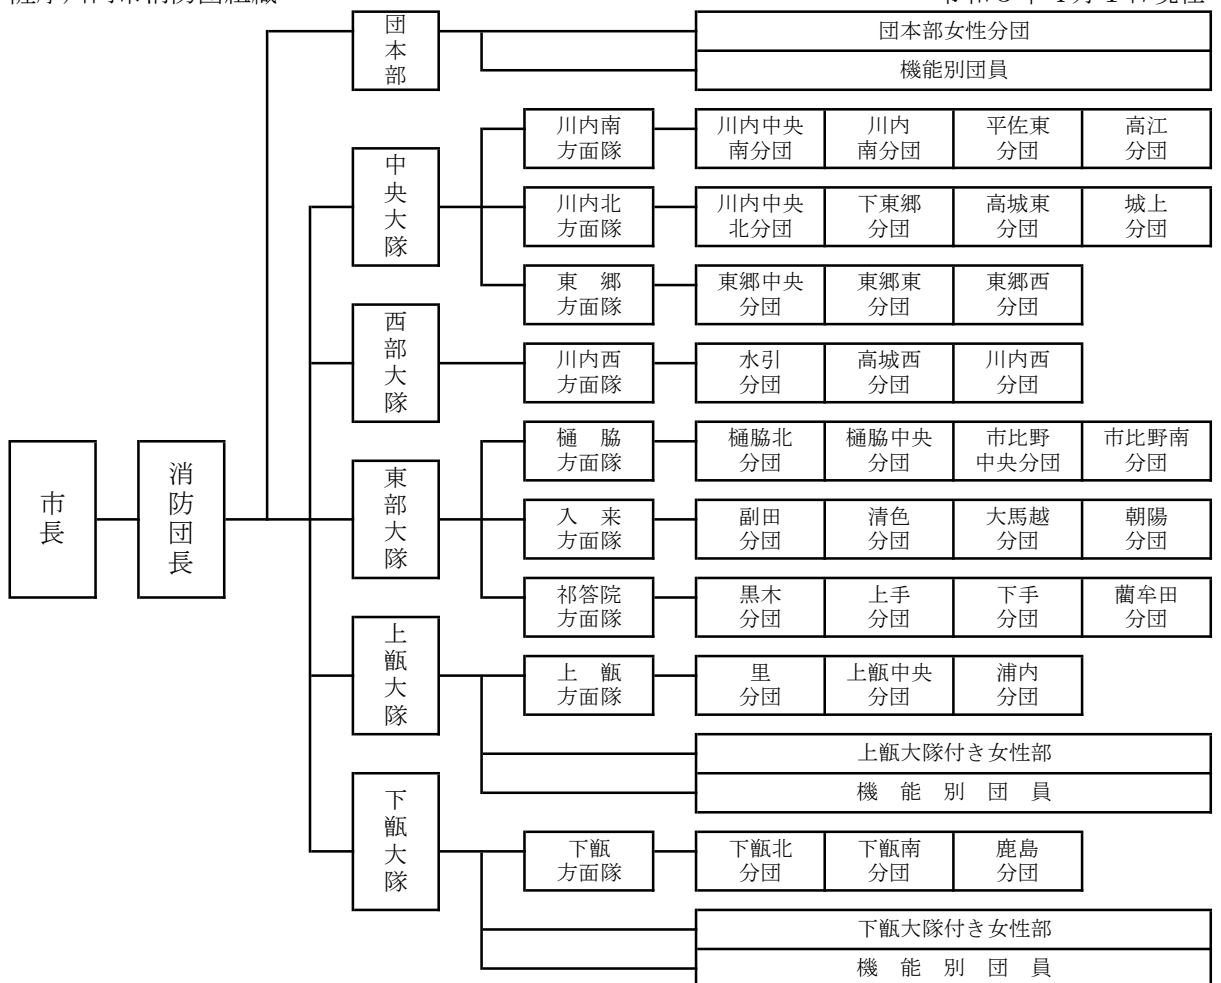 団本部
団本部女性分団
機能別団員
中央大隊
川内南
方面隊
川内中央
南分団
川内
南分団
平佐東
分団
高江
分団
川内北
方面隊
川内中央
北分団
下東郷
分団
高城東
分団
城上
分団
東　郷
方面隊
東郷中央
分団
東郷東
分団
東郷西
分団
西部大隊
川内西
方面隊
水引
分団
高城西
分団
川内西
分団
市長
消防団長
東部大隊
樋　脇
方面隊
樋脇北
分団
樋脇中央
分団
市比野
中央分団
市比野南
分団
入　来
方面隊
副田
分団
清色
分団
大馬越
分団
朝陽
分団
祁答院
方面隊
黒木
分団
上手
分団
下手
分団
藺牟田
分団
上甑大隊
上　甑
方面隊
里
分団
上甑中央
分団
浦内
分団
上甑大隊付き女性部
機　能　別　団　員
下甑大隊
下甑
方面隊
下甑北
分団
下甑南
分団
鹿島
分団
下甑大隊付き女性部
機　能　別　団　員